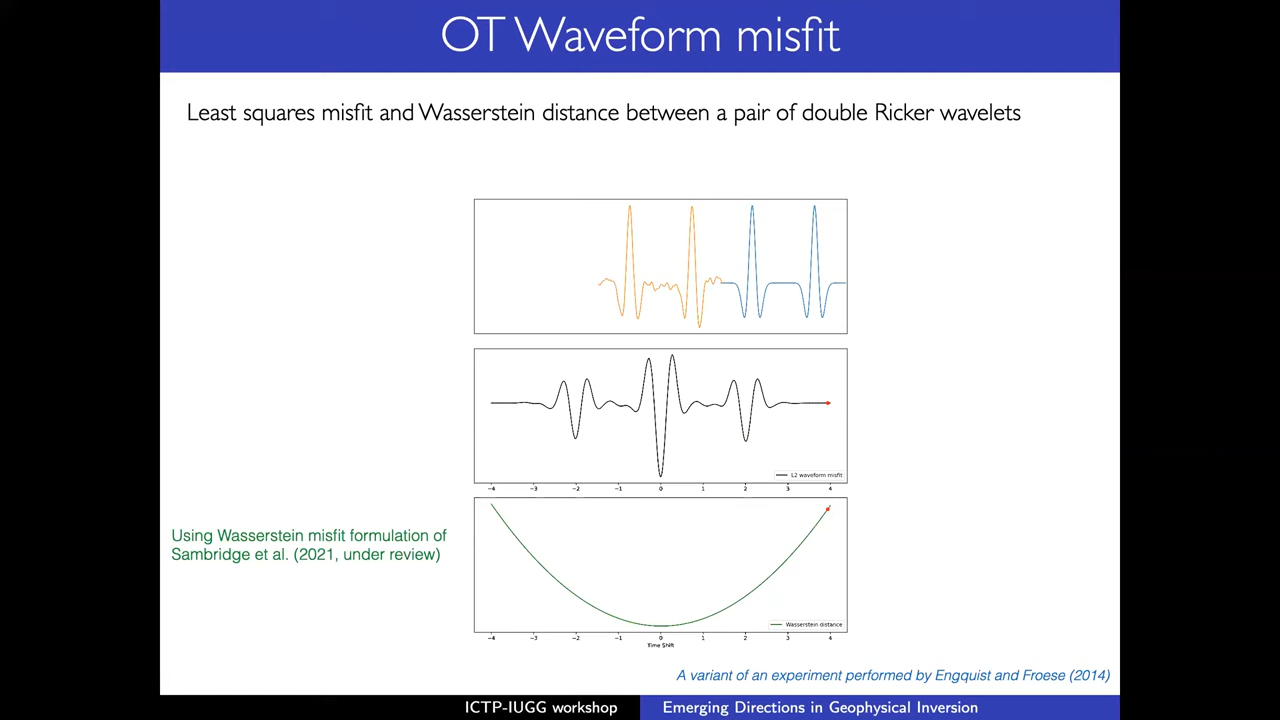 OT Waveform misfit
Least squares misfit and Wasserstein distance between a pair of double Ricker wavelets
L2 waveform misfit
−4 −3 −2 −1 0 1 2 3 4
Using Wasserstein misfit formulation of
Sambridge et al. (2021, under review)
Wasserstein distance
−4 −3 −2 −1 0 1 2 3 4
Time Shift
A variant of an experiment performed by Engquist and Froese (2014)
ICTP-IUGG workshop
Emerging Directions in Geophysical Inversion